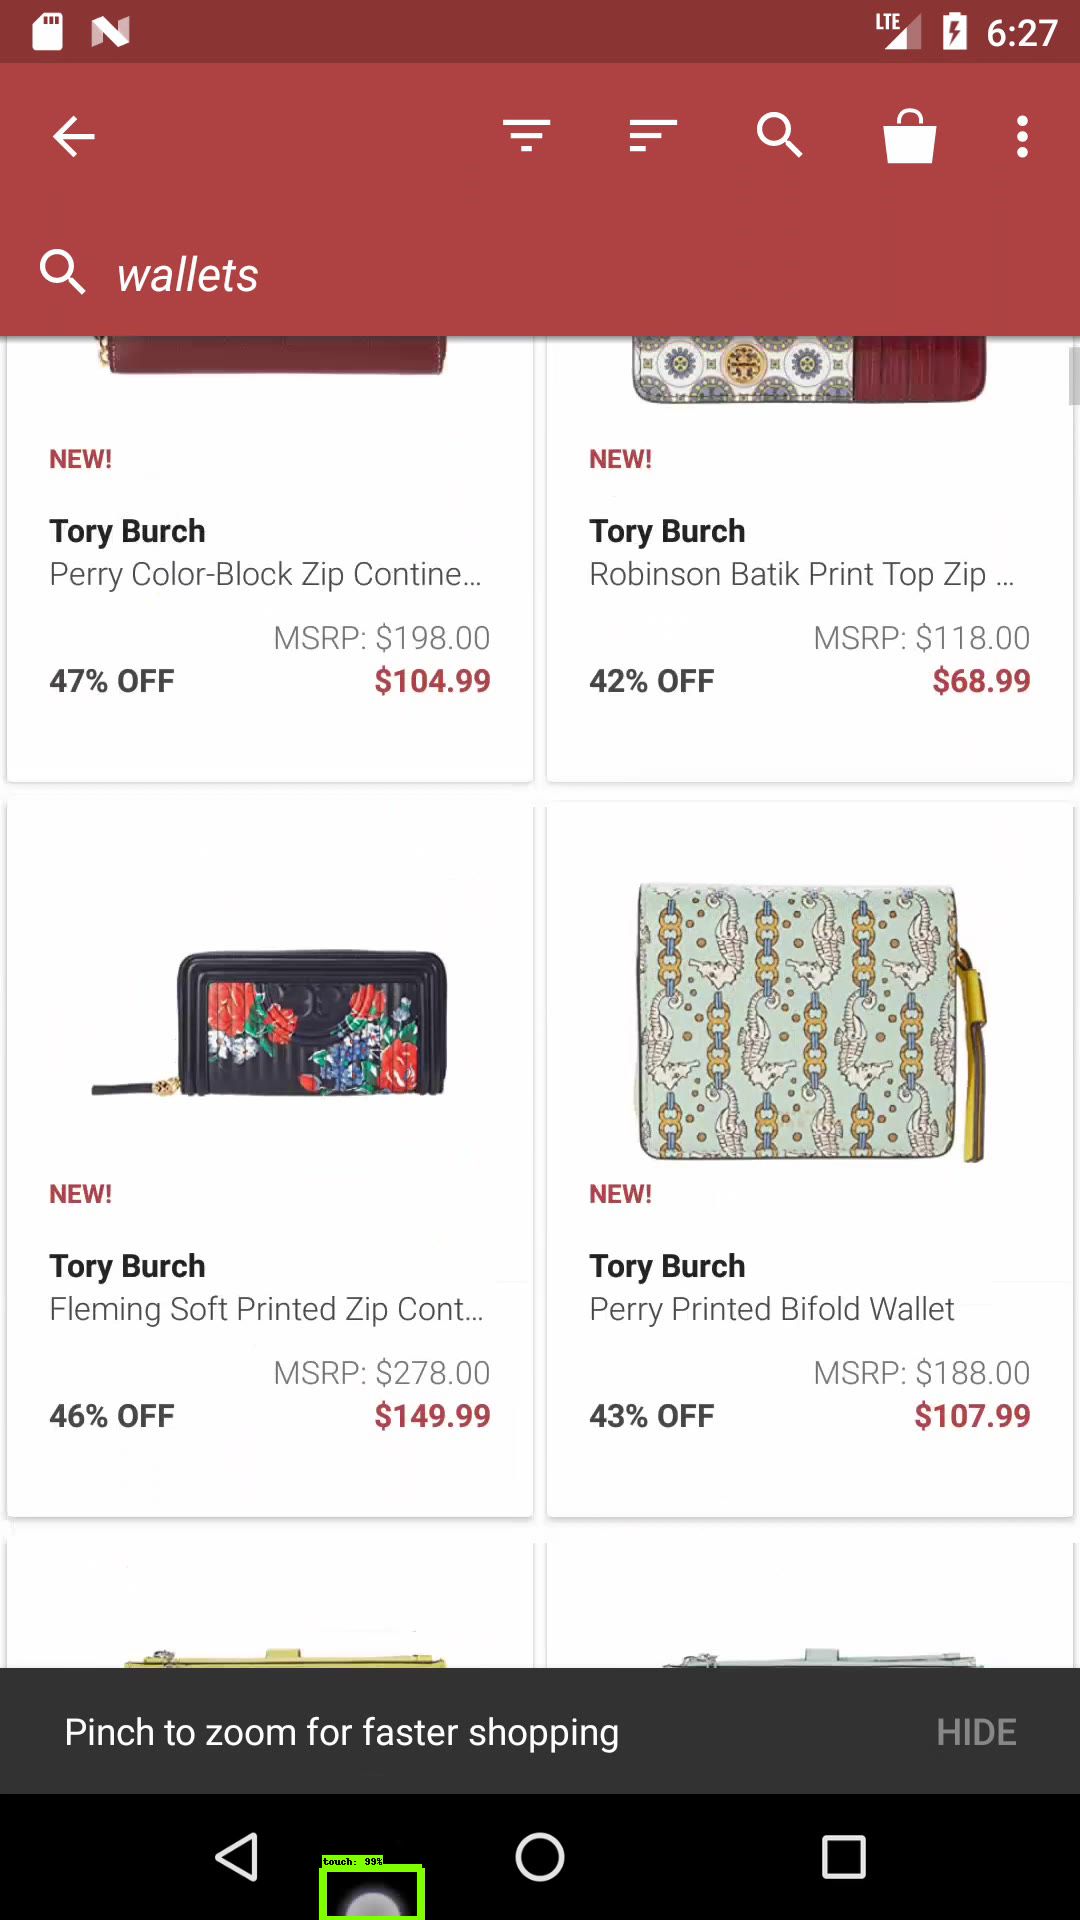 LTE 6:27
wallets
NEW!
Tory Burch
Perry Color-Block Zip Contine...
MSRP: $198.00
47% OFF $104.99
NEW!
Tory Burch
Robinson Batik Print Top Zip ...
MSRP: $118.00
42% OFF $68.99
NEW!
Tory Burch
Fleming Soft Printed Zip Cont...
MSRP: $278.00
46% OFF $149.99
NEW!
Tory Burch
Perry Printed Bifold Wallet
MSRP: $188.00
43% OFF $107.99
Pinch to zoom for faster shopping HIDE
touch: 99%